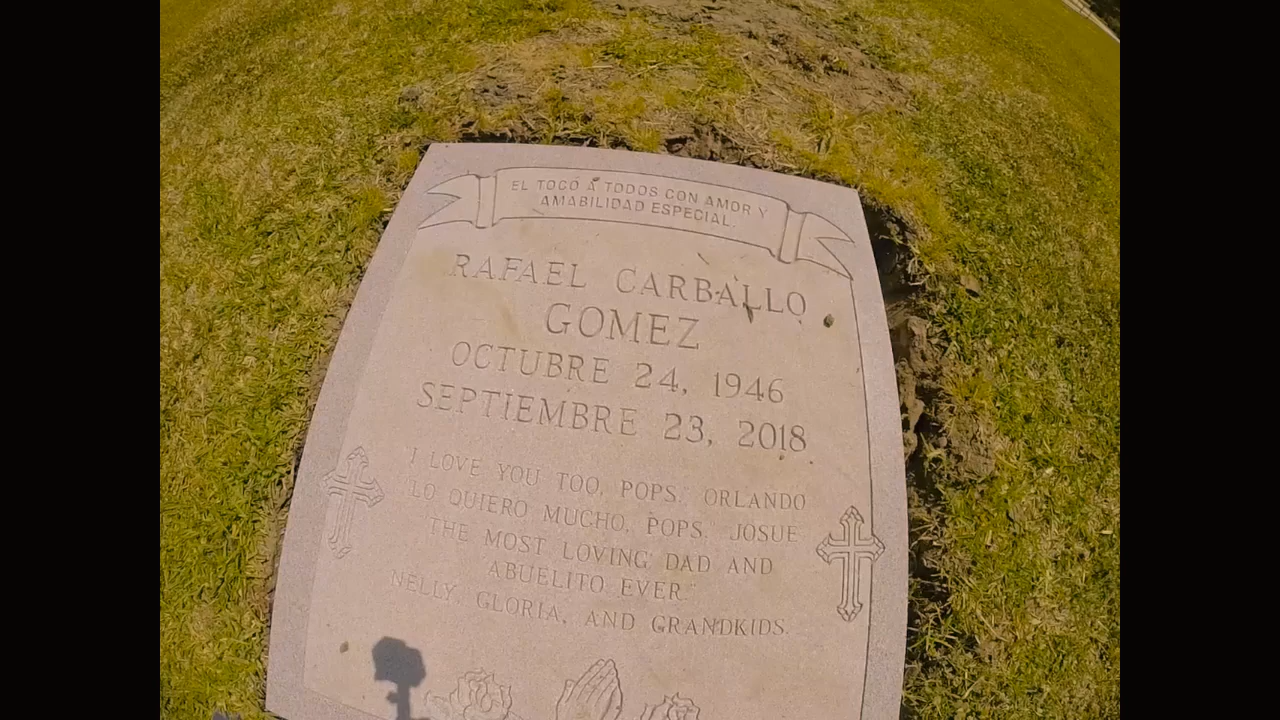 EL TOCÓ A TODOS CON AMOR Y
AMABILIDAD ESPECIAL.
RAFAEL CARBALLO
GOMEZ
OCTUBRE 24, 1946
SEPTIEMBRE 23, 2018
"I LOVE YOU TOO, POPS." ORLANDO
"LO QUIERO MUCHO, POPS." JOSUE
"THE MOST LOVING DAD AND
ABUELITO EVER."
NELLY, GLORIA, AND GRANDKIDS.